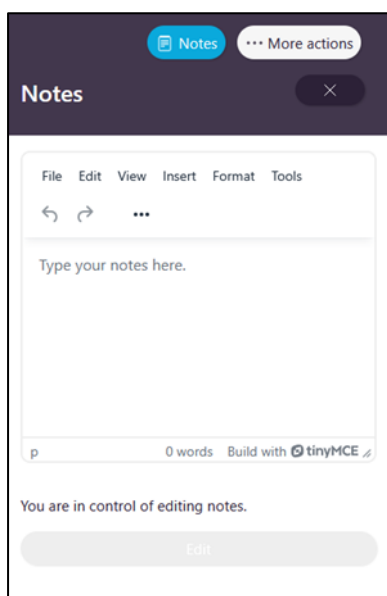 Notes ··· More actions
Notes
File Edit View Insert Format Tools
Type your notes here.
p 0 words Build with tinyMCE
You are in control of editing notes.
Edit